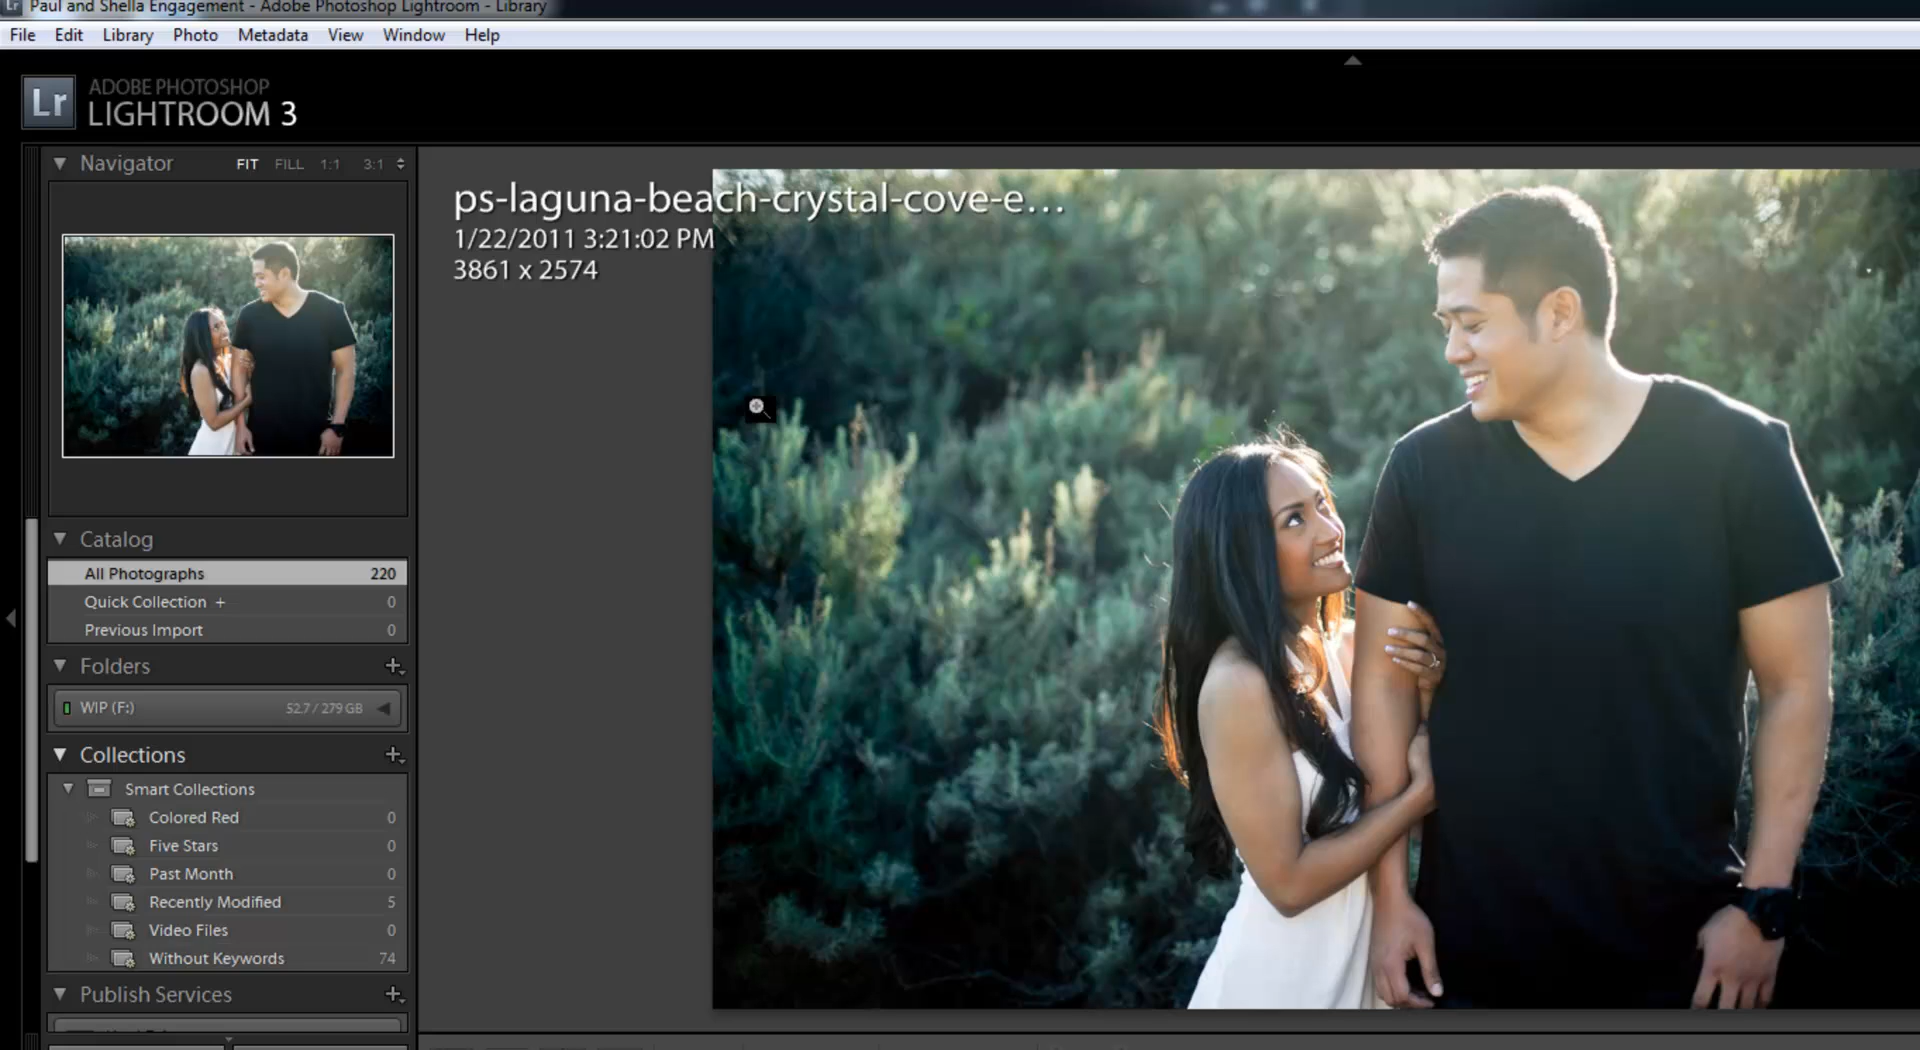 Lr Paul and Shella Engagement - Adobe Photoshop Lightroom - Library
File Edit Library Photo Metadata View Window Help
Lr ADOBE PHOTOSHOP
LIGHTROOM 3
Navigator FIT FILL 1:1 3:1
ps-laguna-beach-crystal-cove-e...
1/22/2011 3:21:02 PM
3861 x 2574
Catalog
All Photographs 220
Quick Collection + 0
Previous Import 0
Folders
WIP (F:) 52.7 / 279 GB
Collections
Smart Collections
Colored Red 0
Five Stars 0
Past Month 0
Recently Modified 5
Video Files 0
Without Keywords 74
Publish Services